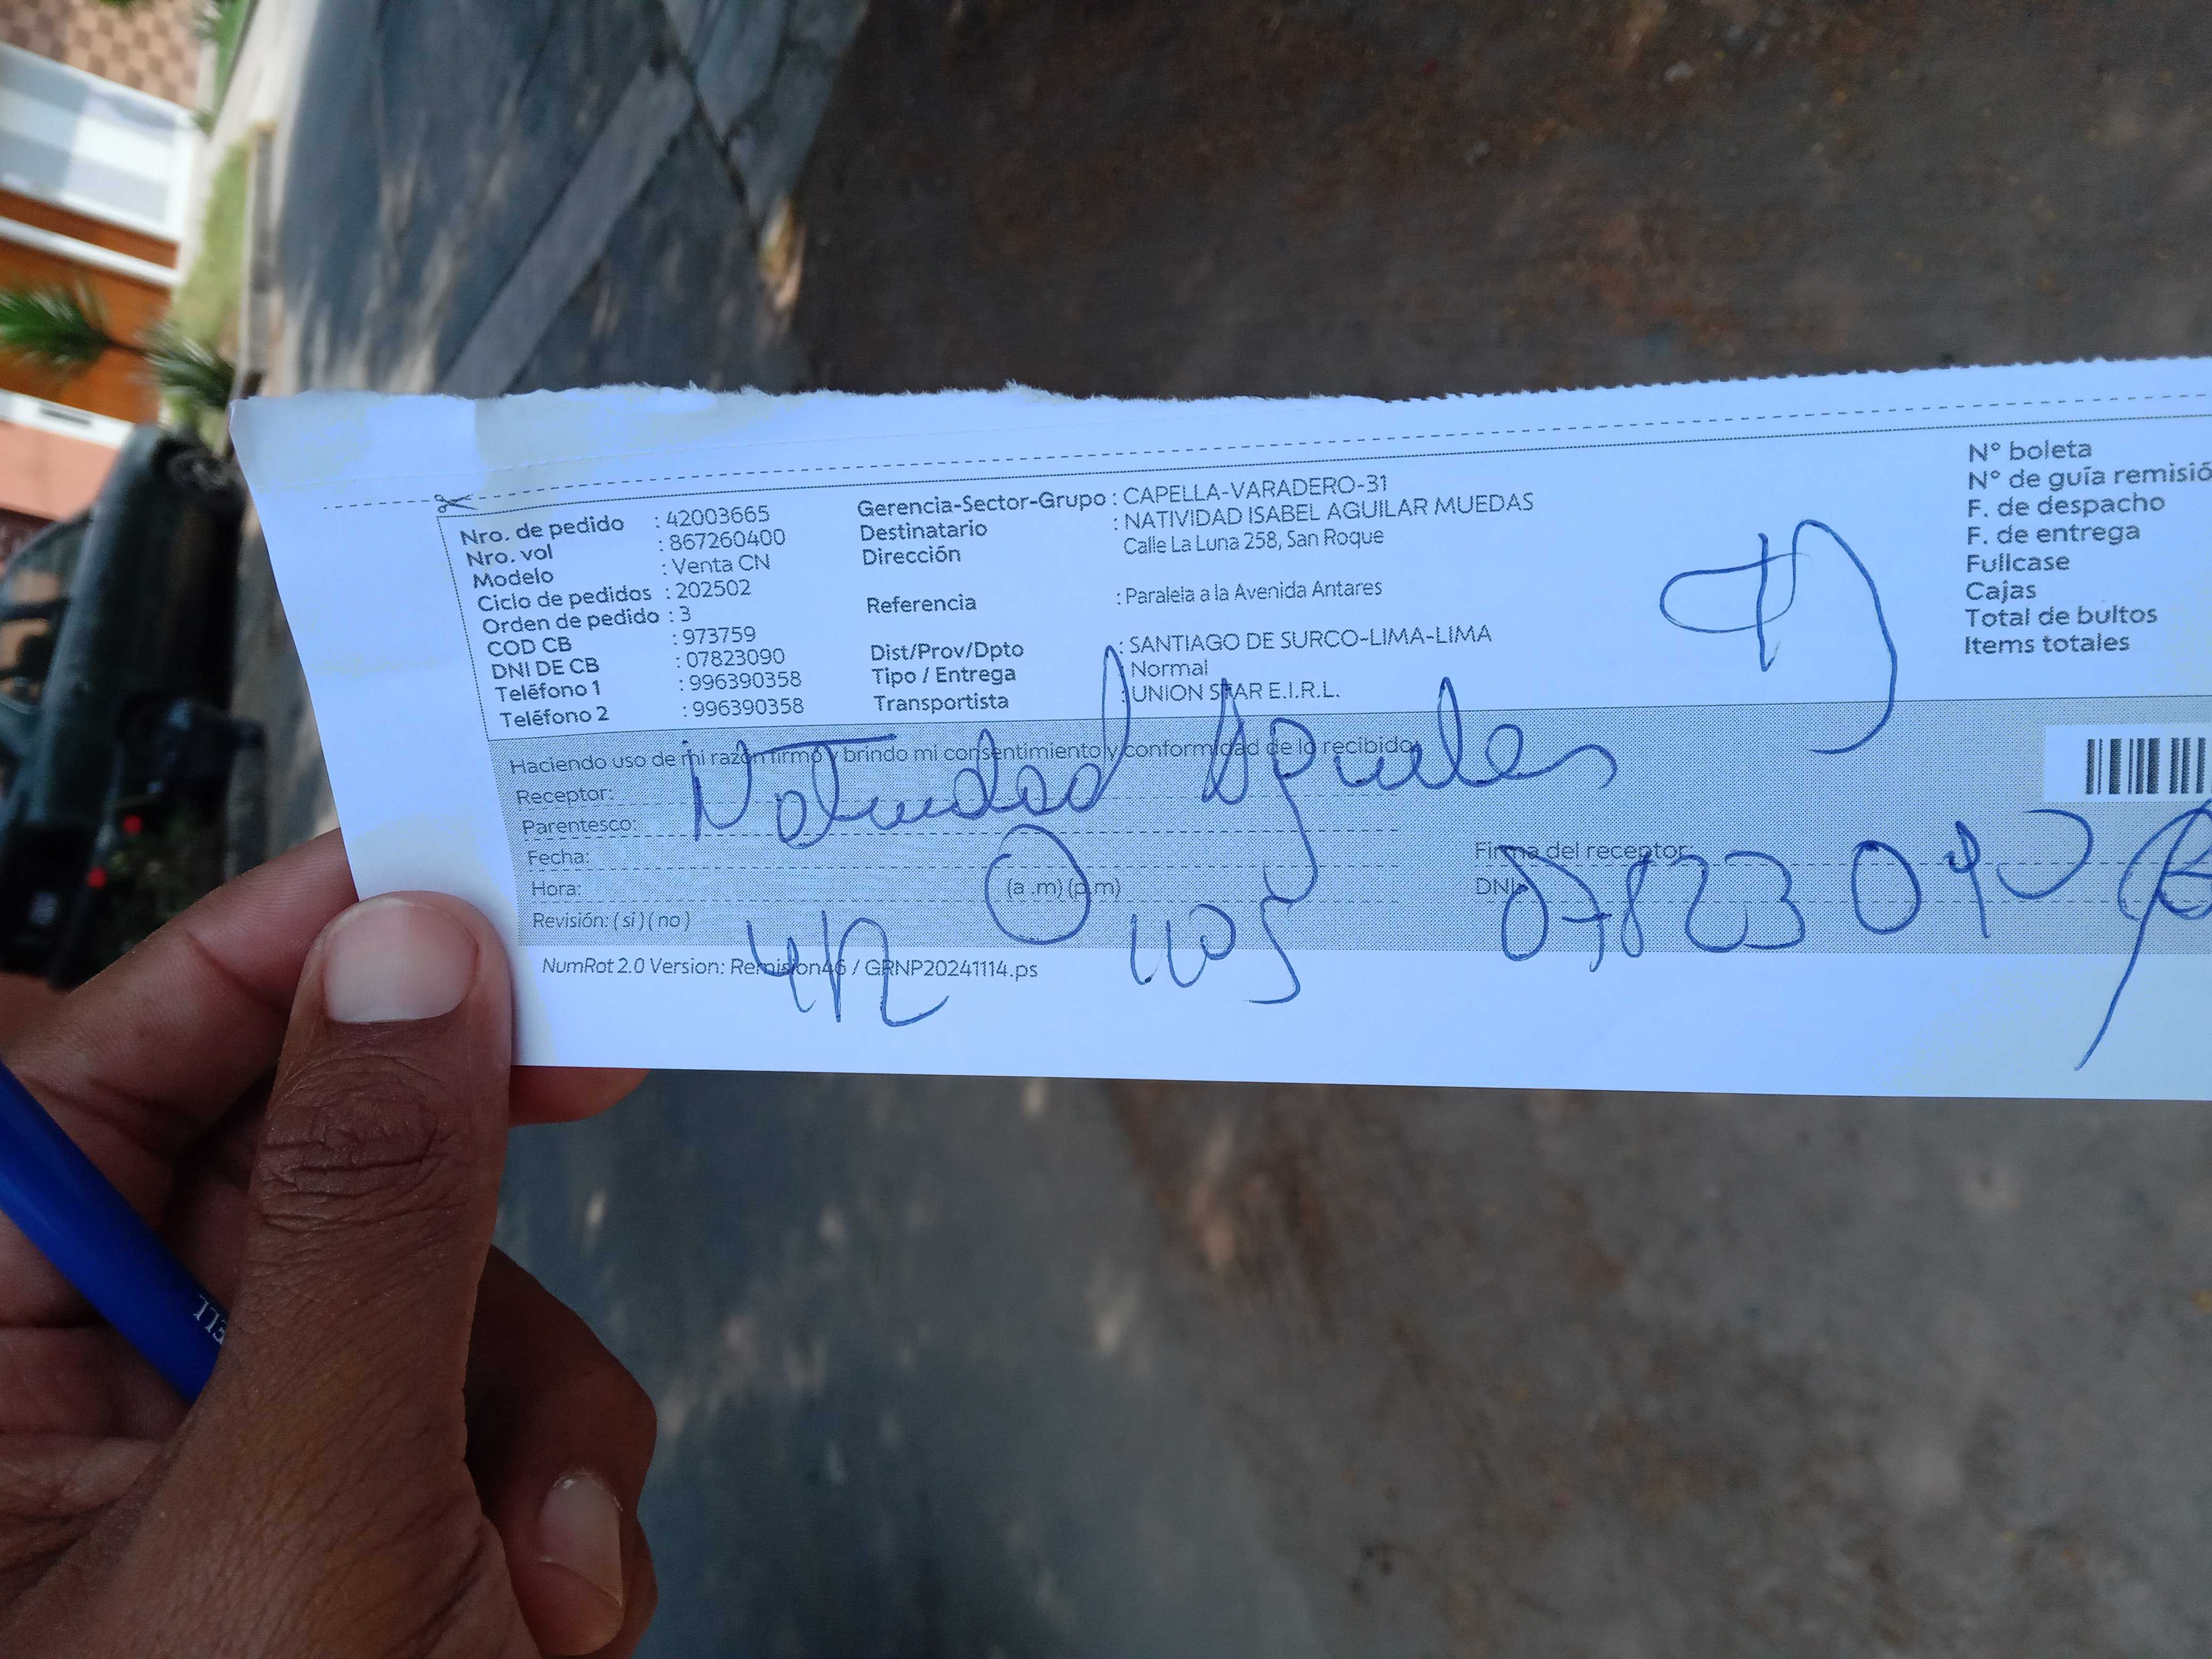 Nro. de pedido : 42003665
Nro. vol : 867260400
Modelo : Venta CN
Ciclo de pedidos : 202502
Orden de pedido : 3
COD CB : 973759
DNI DE CB : 07823090
Teléfono 1 : 996390358
Teléfono 2 : 996390358
Gerencia-Sector-Grupo : CAPELLA-VARADERO-31
Destinatario : NATIVIDAD ISABEL AGUILAR MUEDAS
Dirección Calle La Luna 258, San Roque
Referencia : Paralela a la Avenida Antares
Dist/Prov/Dpto : SANTIAGO DE SURCO-LIMA-LIMA
Tipo / Entrega : Normal
Transportista : UNION STAR E.I.R.L.
N° boleta
N° de guía remisió
F. de despacho
F. de entrega
Fullcase
Cajas
Total de bultos
Items totales
Haciendo uso de mi razón firmo y brindo mi consentimiento y conformidad de lo recibido
Receptor:
Natividad
Parentesco:
Fecha:
Hora: (a .m) (p.m)
Revisión: ( si ) ( no )
Firma del receptor:
DNI: 07823090
NumRot 2.0 Version: Remision46 / GRNP20241114.ps
ELL